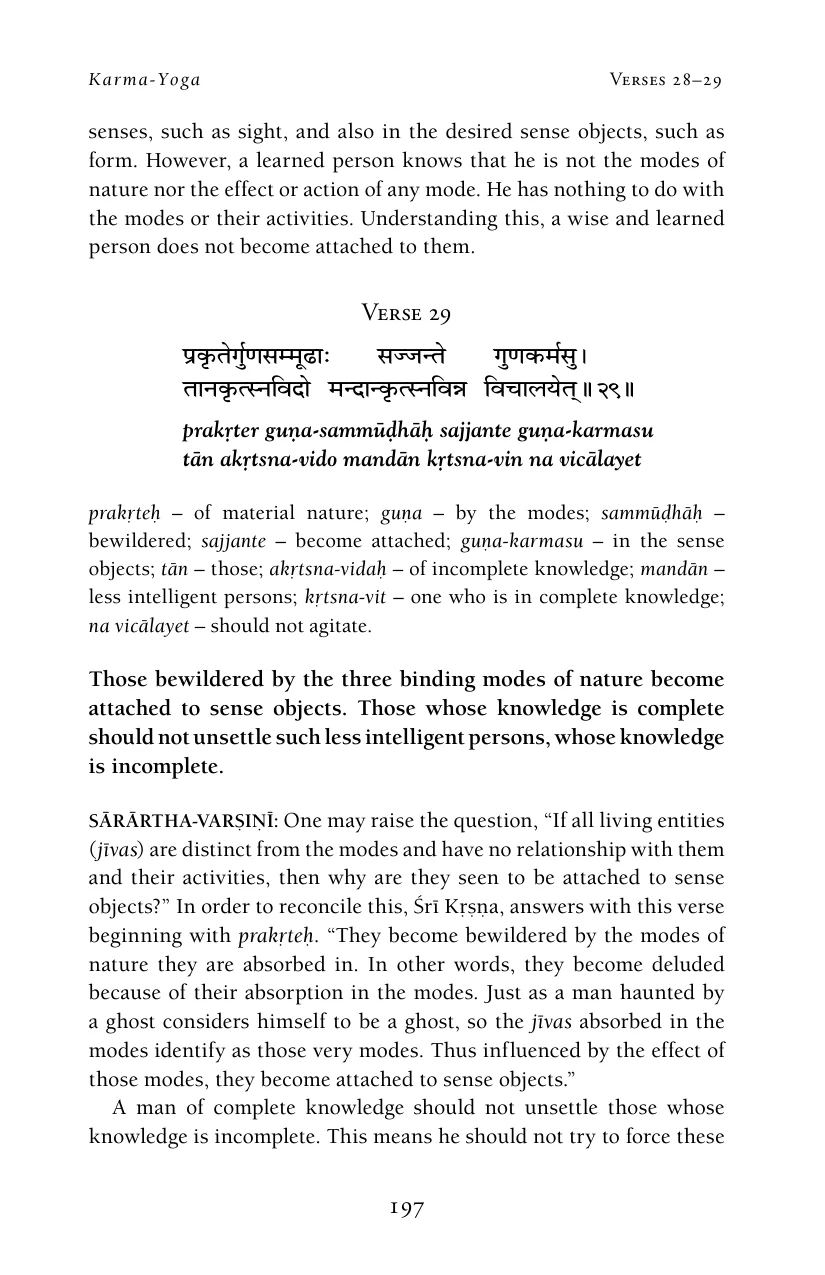 Karma-Yoga Verses 28–29
senses, such as sight, and also in the desired sense objects, such as
form. However, a learned person knows that he is not the modes of
nature nor the effect or action of any mode. He has nothing to do with
the modes or their activities. Understanding this, a wise and learned
person does not become attached to them.
Verse 29
प्रकृतेर्गुणसम्मूढाः सज्जन्ते गुणकर्मसु।
तानकृत्स्नविदो मन्दान्कृत्स्नविन्न विचालयेत्॥२९॥
prakṛter guṇa-sammūḍhāḥ sajjante guṇa-karmasu
tān akṛtsna-vido mandān kṛtsna-vin na vicālayet
prakṛteḥ – of material nature; guṇa – by the modes; sammūḍhāḥ –
bewildered; sajjante – become attached; guṇa-karmasu – in the sense
objects; tān – those; akṛtsna-vidaḥ – of incomplete knowledge; mandān –
less intelligent persons; kṛtsna-vit – one who is in complete knowledge;
na vicālayet – should not agitate.
Those bewildered by the three binding modes of nature become
attached to sense objects. Those whose knowledge is complete
should not unsettle such less intelligent persons, whose knowledge
is incomplete.
SĀRĀRTHA-VARṢIṆĪ: One may raise the question, “If all living entities
(jīvas) are distinct from the modes and have no relationship with them
and their activities, then why are they seen to be attached to sense
objects?” In order to reconcile this, Śrī Kṛṣṇa, answers with this verse
beginning with prakṛteḥ. “They become bewildered by the modes of
nature they are absorbed in. In other words, they become deluded
because of their absorption in the modes. Just as a man haunted by
a ghost considers himself to be a ghost, so the jīvas absorbed in the
modes identify as those very modes. Thus influenced by the effect of
those modes, they become attached to sense objects.”
A man of complete knowledge should not unsettle those whose
knowledge is incomplete. This means he should not try to force these
197